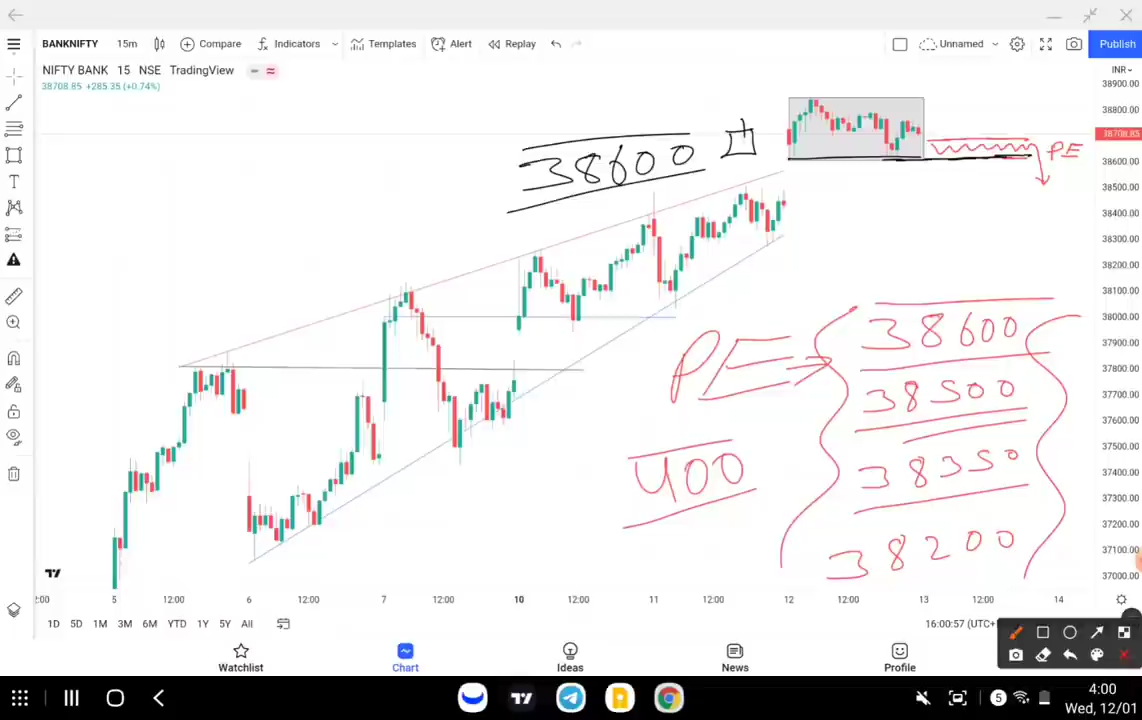 BANKNIFTY 15m Compare Indicators Templates Alert Replay Unnamed Publish
NIFTY BANK 15 NSE TradingView
INR
38708.85 +285.35 (+0.74%)
38900.00
38800.00
38708.85
38600.00
38500.00
38400.00
38300.00
38200.00
38100.00
38000.00
37900.00
37800.00
37700.00
37600.00
37500.00
37400.00
37300.00
37200.00
37100.00
37000.00
38600
PE
PE
38600
38500
38350
38200
400
:00 5 12:00 6 12:00 7 12:00 10 12:00 11 12:00 12 12:00 13 12:00 14
1D 5D 1M 3M 6M YTD 1Y 5Y All
16:00:57 (UTC+
Watchlist Chart Ideas News Profile
5
4:00
Wed, 12/01